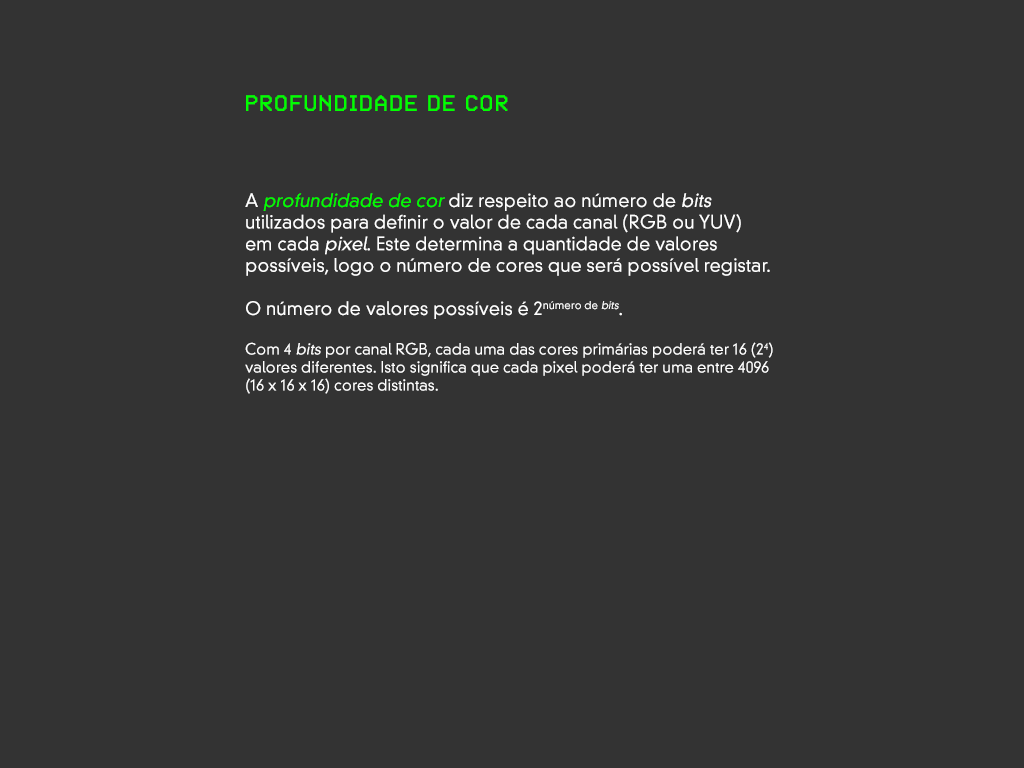 PROFUNDIDADE DE COR
A profundidade de cor diz respeito ao número de bits
utilizados para definir o valor de cada canal (RGB ou YUV)
em cada pixel. Este determina a quantidade de valores
possíveis, logo o número de cores que será possível registar.
O número de valores possíveis é 2^número de bits.
Com 4 bits por canal RGB, cada uma das cores primárias poderá ter 16 (2⁴)
valores diferentes. Isto significa que cada pixel poderá ter uma entre 4096
(16 x 16 x 16) cores distintas.